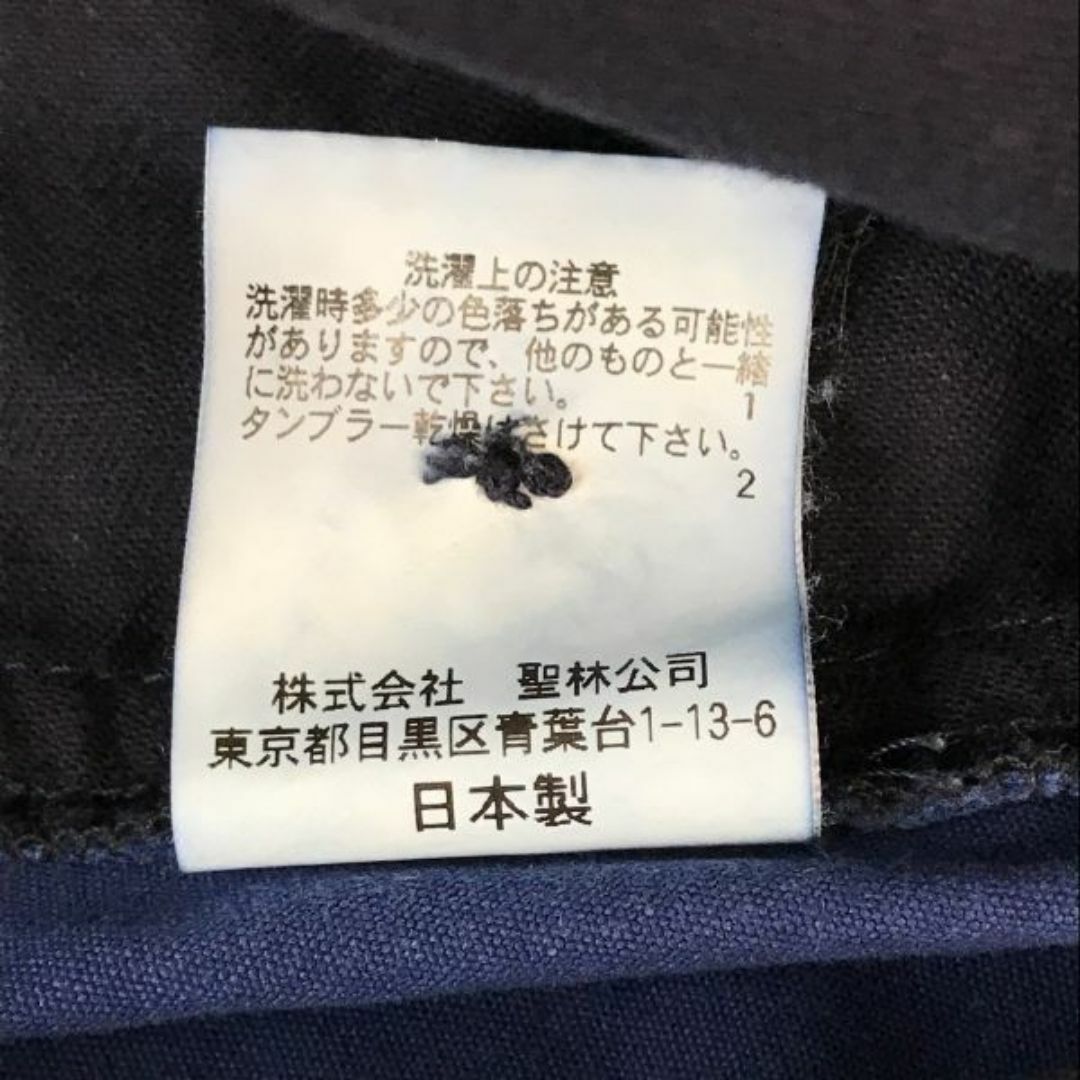 洗濯上の注意
洗濯時多少の色落ちがある可能性
がありますので、他のものと一緒
に洗わないで下さい。
1
タンブラー乾燥はさけて下さい。
2
株式会社 聖林公司
東京都目黒区青葉台1-13-6
日本製